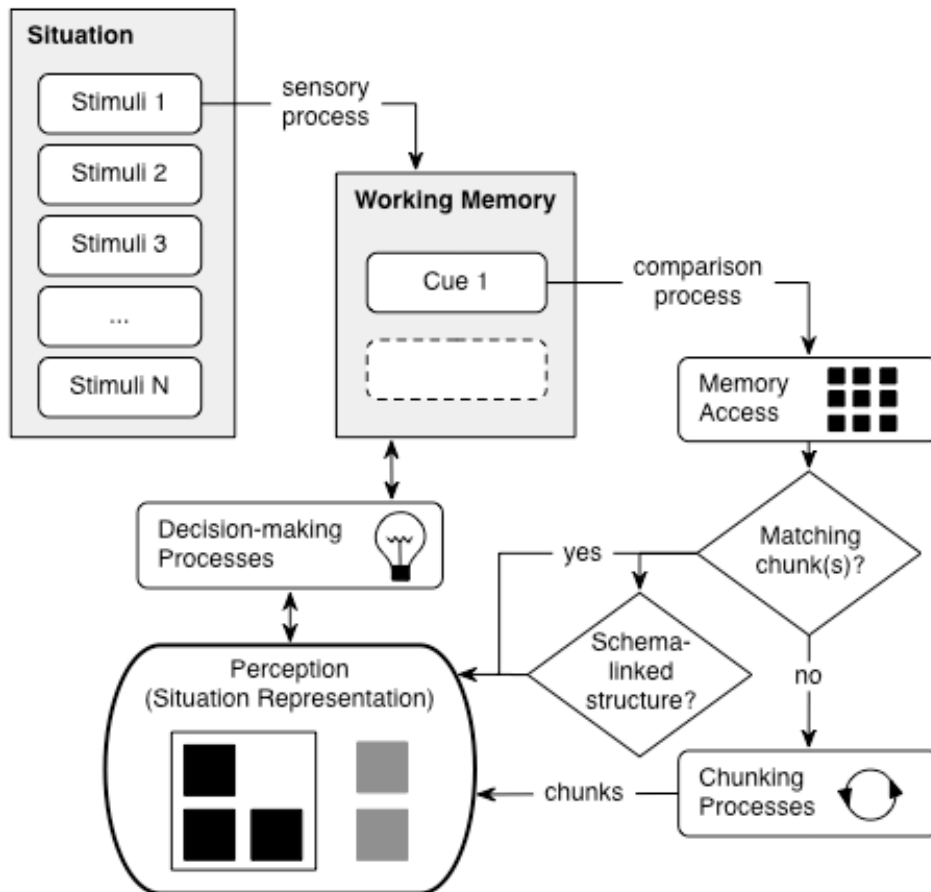 Situation
Stimuli 1
Stimuli 2
Stimuli 3
...
Stimuli N
sensory
process
Working Memory
Cue 1
comparison
process
Memory
Access
Matching
chunk(s)?
yes
no
Schema-
linked
structure?
Decision-making
Processes
Perception
(Situation Representation)
chunks
Chunking
Processes